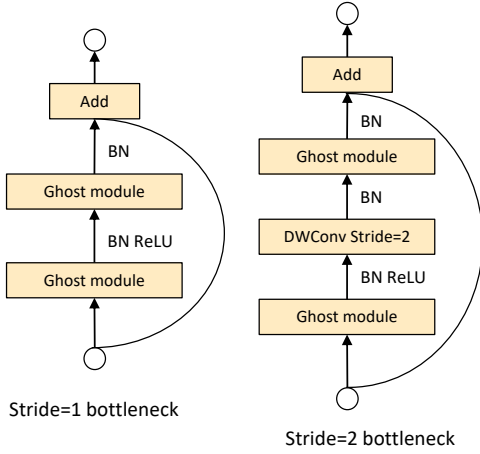 Add
BN
Ghost module
BN ReLU
Ghost module
Stride=1 bottleneck
Add
BN
Ghost module
BN
DWConv Stride=2
BN ReLU
Ghost module
Stride=2 bottleneck